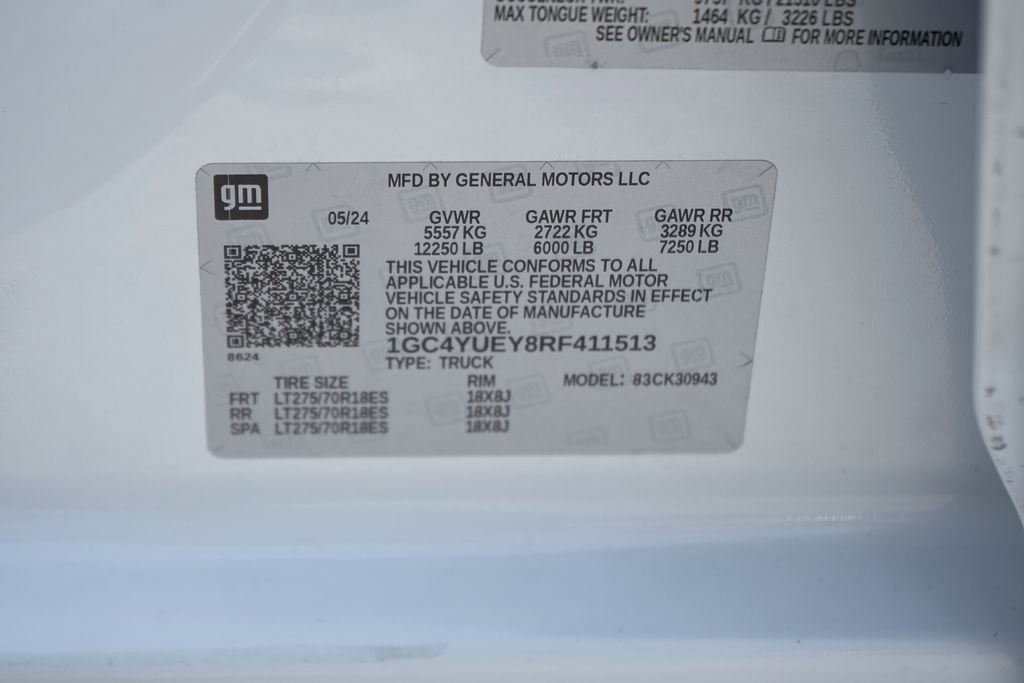 MAX TONGUE WEIGHT: 1464 KG / 3226 LBS
SEE OWNER'S MANUAL FOR MORE INFORMATION
gm
MFD BY GENERAL MOTORS LLC
05/24 GVWR GAWR FRT GAWR RR
5557 KG 2722 KG 3289 KG
12250 LB 6000 LB 7250 LB
THIS VEHICLE CONFORMS TO ALL
APPLICABLE U.S. FEDERAL MOTOR
VEHICLE SAFETY STANDARDS IN EFFECT
ON THE DATE OF MANUFACTURE
SHOWN ABOVE.
8624
1GC4YUEY8RF411513
TYPE: TRUCK
TIRE SIZE RIM MODEL: 83CK30943
FRT LT275/70R18ES 18X8J
RR LT275/70R18ES 18X8J
SPA LT275/70R18ES 18X8J